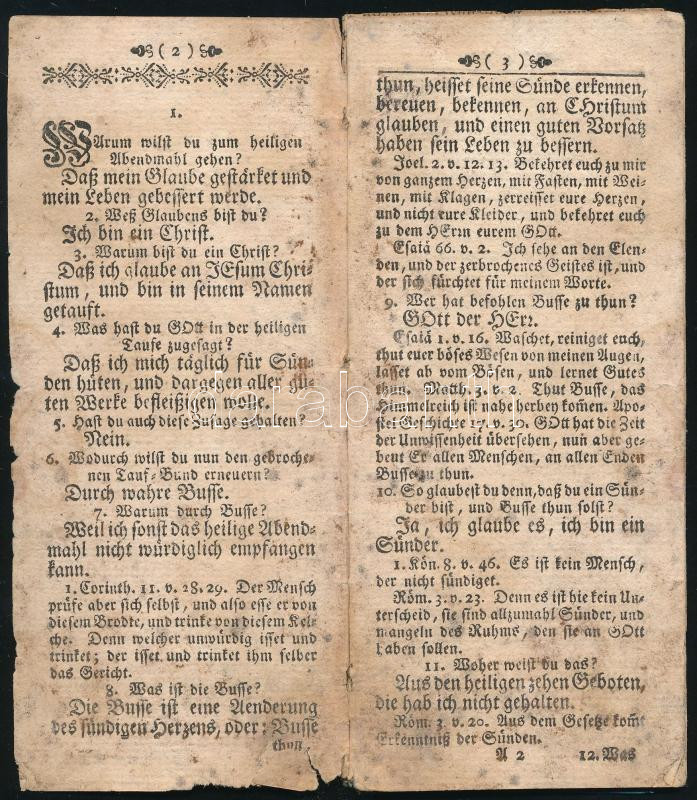 ( 2 )
1.
WArum wilst du zum heiligen
Abendmahl gehen?
Daß mein Glaube gestärket und
mein Leben gebessert werde.
2. Weß Glaubens bist du?
Ich bin ein Christ.
3. Warum bist du ein Christ?
Daß ich glaube an JEsum Chri-
stum, und bin in seinem Namen
getauft.
4. Was hast du GOtt in der heiligen
Taufe zugesagt?
Daß ich mich täglich für Sün-
den hüten, und dargegen aller gu-
ten Werke befleißigen wolle.
5. Hast du auch diese Zusage gehalten?
Nein.
6. Wodurch wilst du nun den gebroche-
nen Tauf-Bund erneuern?
Durch wahre Busse.
7. Warum durch Busse?
Weil ich sonst das heilige Abend-
mahl nicht würdiglich empfangen
kann.
1. Corinth. 11. v. 28. 29. Der Mensch
prüfe aber sich selbst, und also esse er von
diesem Brodte, und trinke von diesem Kel-
che. Denn welcher unwürdig isset und
trinket; der isset und trinket ihm selber
das Gericht.
8. Was ist die Busse?
Die Busse ist eine Aenderung
des sündigen Herzens, oder: Busse
thun,
( 3 )
thun, heisset seine Sünde erkennen,
bereuen, bekennen, an CHristum
glauben, und einen guten Vorsatz
haben sein Leben zu bessern.
Joel. 2. v. 12. 13. Bekehret euch zu mir
von ganzem Herzen, mit Fasten, mit Wei-
nen, mit Klagen, zerreisset eure Herzen,
und nicht eure Kleider, und bekehret euch
zu dem HErrn eurem GOtt.
Esaiä 66. v. 2. Ich sehe an den Elen-
den, und der zerbrochenes Geistes ist, und
der sich fürchtet für meinem Worte.
9. Wer hat befohlen Busse zu thun?
GOtt der HErr.
Esaiä 1. v. 16. Waschet, reiniget euch,
thut euer böses Wesen von meinen Augen,
lasset ab vom Bösen, und lernet Gutes
thun. Matth. 3. v. 2. Thut Busse, das
Himmelreich ist nahe herbey kom̄en. Apo-
stel Geschicht. 17. v. 30. GOtt hat die Zeit
der Unwissenheit übersehen, nun aber ge-
beut Er allen Menschen, an allen Enden
Busse zu thun.
10. So glaubest du denn, daß du ein Sün-
der bist, und Busse thun solst?
Ja, ich glaube es, ich bin ein
Sünder.
1. Kön. 8. v. 46. Es ist kein Mensch,
der nicht sündiget.
Röm. 3. v. 23. Denn es ist hie kein Un-
terscheid, sie sind allzumahl Sünder, und
mangeln des Ruhms, den sie an GOtt
haben sollen.
11. Woher weist du das?
Aus den heiligen zehen Geboten,
die hab ich nicht gehalten.
Röm. 3. v. 20. Aus dem Gesetze kom̄t
Erkenntniß der Sünden.
A 2 12. Was